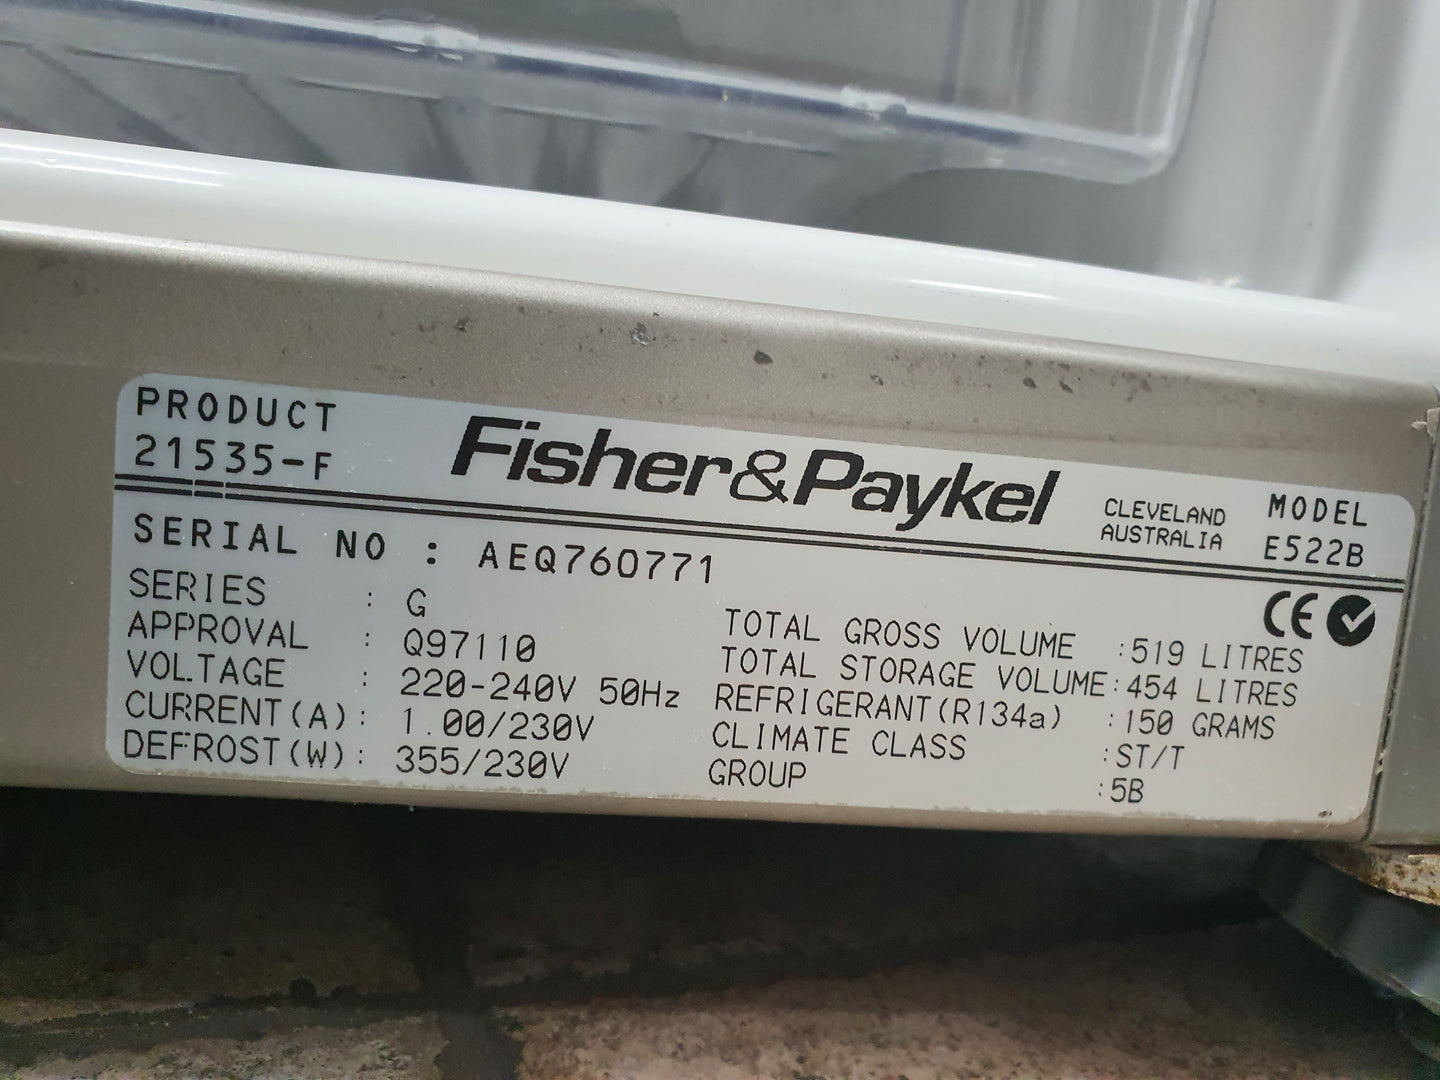 PRODUCT
21535-F
Fisher&Paykel
CLEVELAND
AUSTRALIA
MODEL
E522B
SERIAL NO : AEQ760771
SERIES : G
APPROVAL : Q97110
VOLTAGE : 220-240V 50Hz
CURRENT(A): 1.00/230V
DEFROST(W): 355/230V
CE
TOTAL GROSS VOLUME :519 LITRES
TOTAL STORAGE VOLUME:454 LITRES
REFRIGERANT(R134a) :150 GRAMS
CLIMATE CLASS :ST/T
GROUP :5B